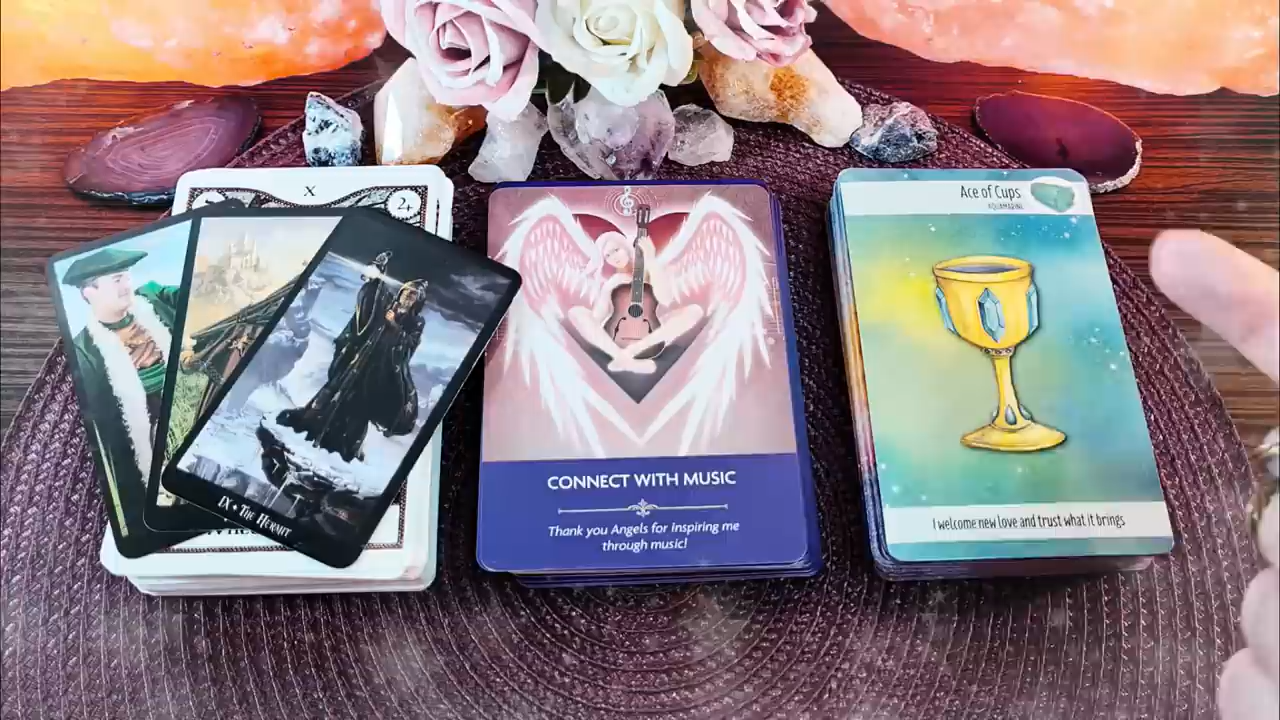 X
IX • THE HERMIT
CONNECT WITH MUSIC
Thank you Angels for Inspiring me
through music!
Ace of Cups
AQUAMARINE
I welcome new love and trust what it brings